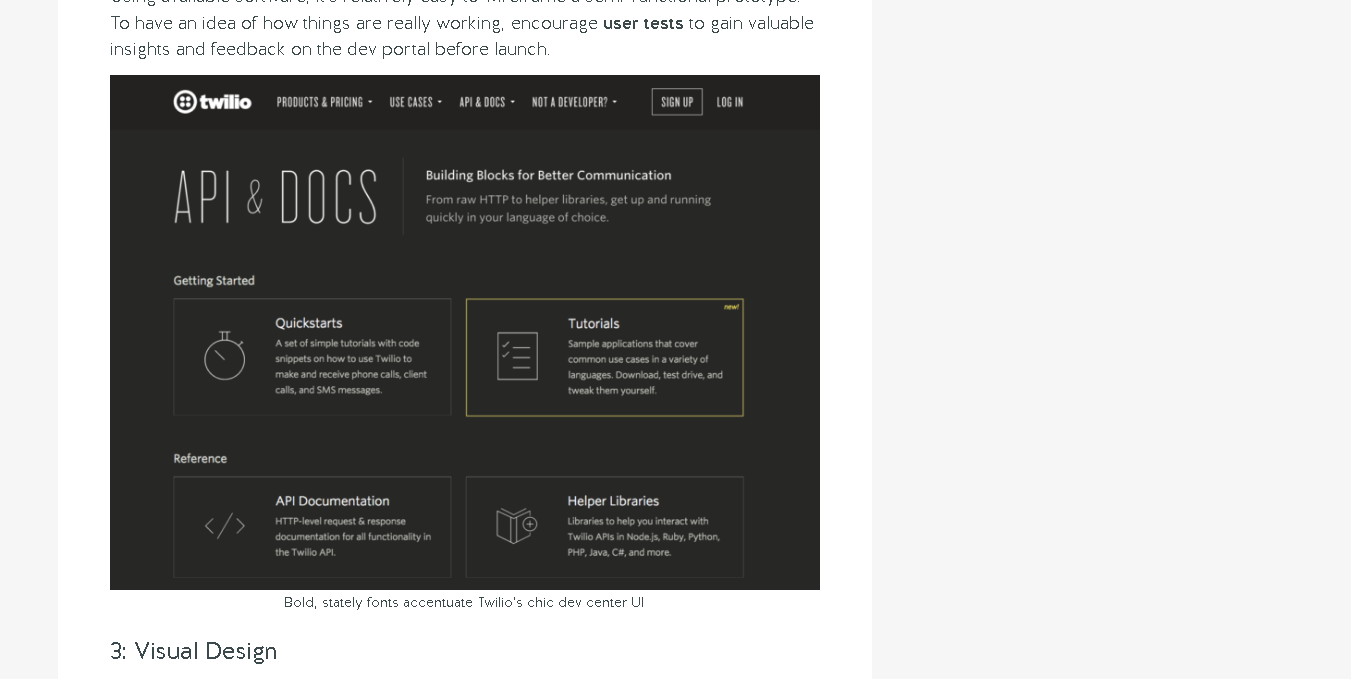 To have an idea of how things are really working, encourage user tests to gain valuable
insights and feedback on the dev portal before launch.
twilio PRODUCTS & PRICING USE CASES API & DOCS NOT A DEVELOPER? SIGN UP LOG IN
API & DOCS
Building Blocks for Better Communication
From raw HTTP to helper libraries, get up and running
quickly in your language of choice.
Getting Started
Quickstarts
A set of simple tutorials with code
snippets on how to use Twilio to
make and receive phone calls, client
calls, and SMS messages.
new!
Tutorials
Sample applications that cover
common use cases in a variety of
languages. Download, test drive, and
tweak them yourself.
Reference
API Documentation
HTTP-level request & response
documentation for all functionality in
the Twilio API.
Helper Libraries
Libraries to help you interact with
Twilio APIs in Node.js, Ruby, Python,
PHP, Java, C#, and more.
Bold, stately fonts accentuate Twilio's chic dev center UI
3: Visual Design